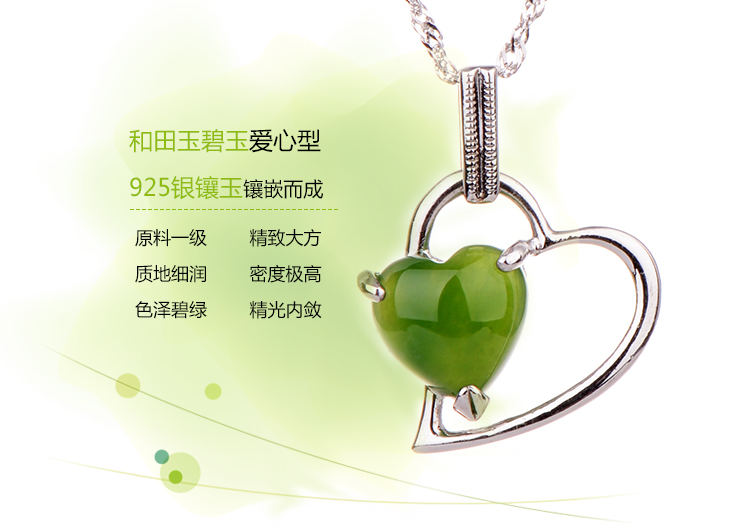 和田玉碧玉爱心型
925银镶玉镶嵌而成
原料一级 精致大方
质地细润 密度极高
色泽碧绿 精光内敛